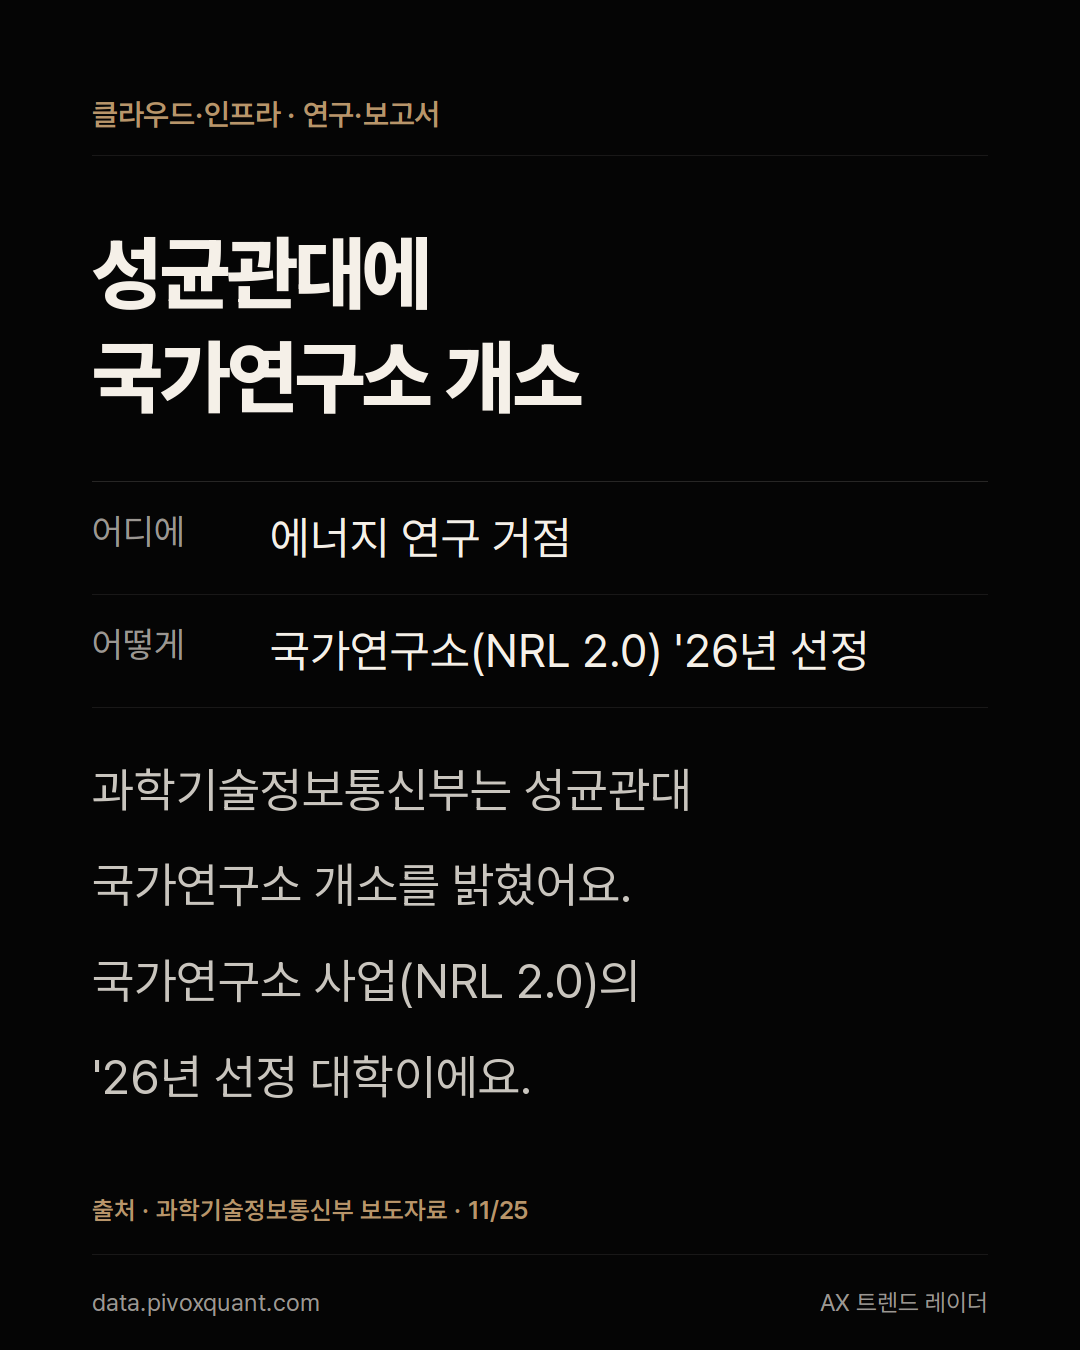 클라우드·인프라 · 연구·보고서
성균관대에
국가연구소 개소
어디에 에너지 연구 거점
어떻게 국가연구소(NRL 2.0) '26년 선정
과학기술정보통신부는 성균관대
국가연구소 개소를 밝혔어요.
국가연구소 사업(NRL 2.0)의
'26년 선정 대학이에요.
출처 · 과학기술정보통신부 보도자료 · 11/25
data.pivoxquant.com AX 트렌드 레이더